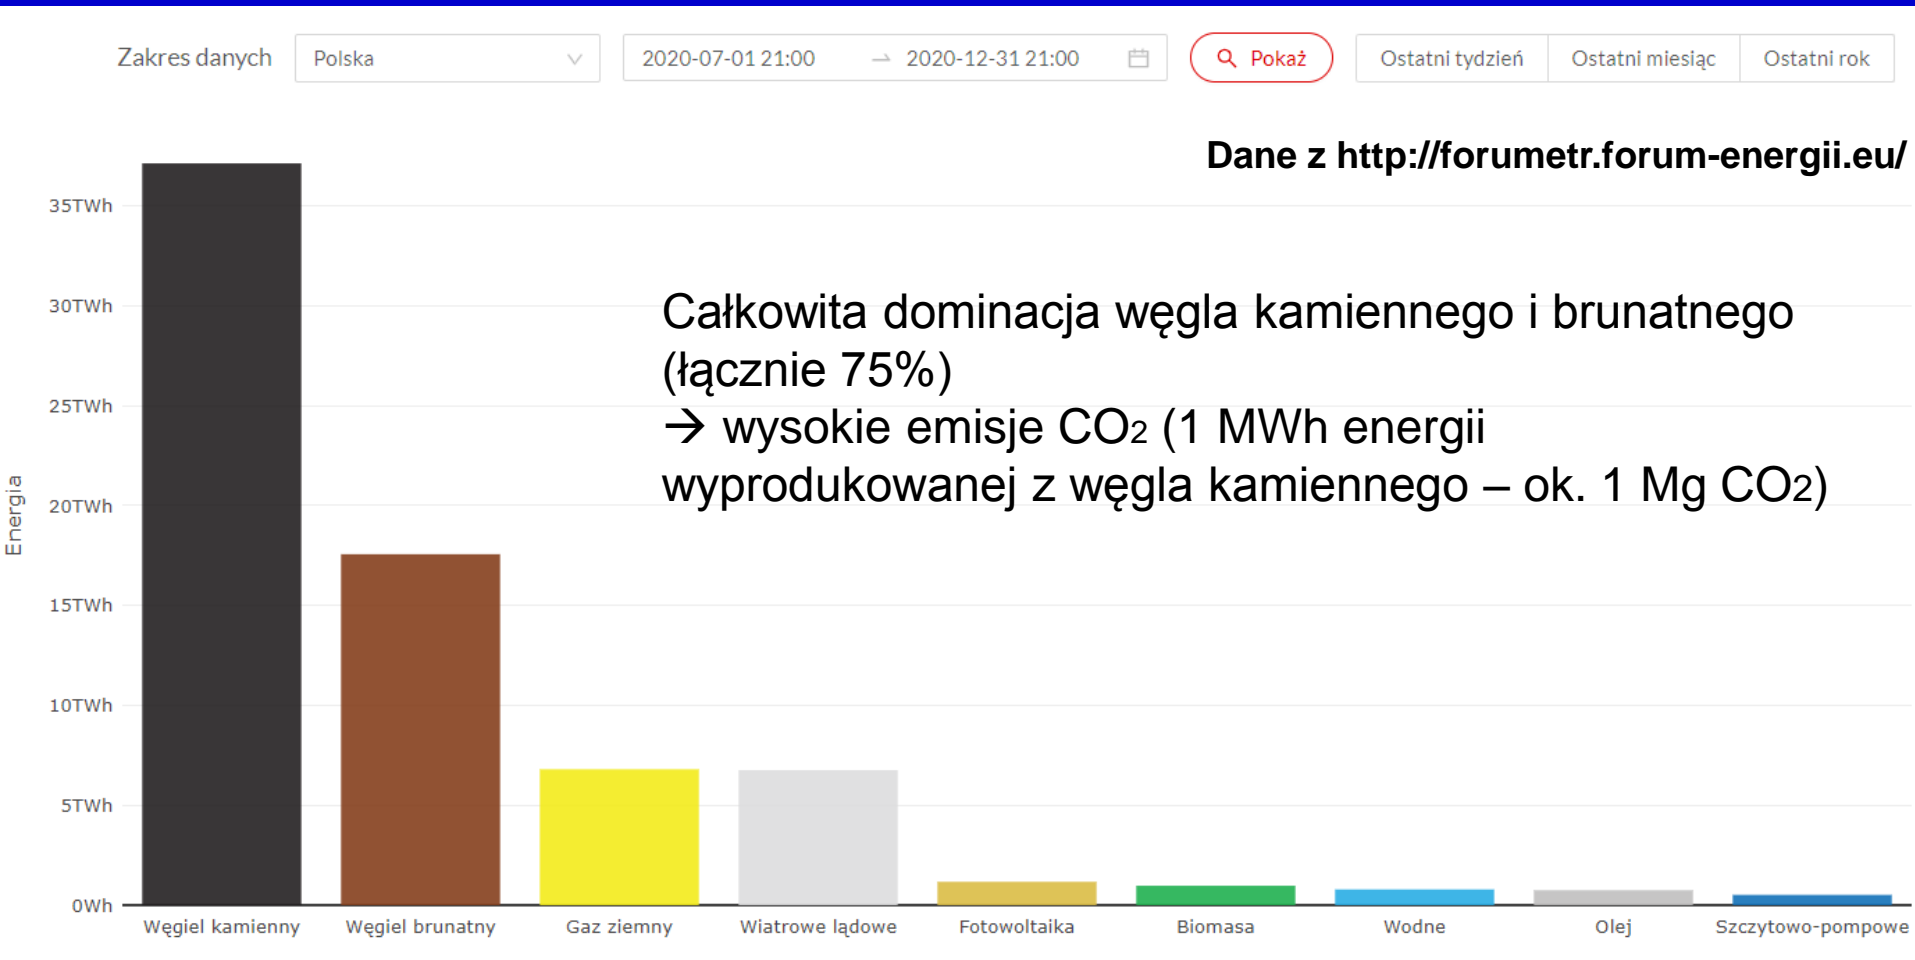 Zakres danych Polska 2020-07-01 21:00 → 2020-12-31 21:00 Pokaż Ostatni tydzień Ostatni miesiąc Ostatni rok
Dane z http://forumetr.forum-energii.eu/
35TWh
30TWh
Całkowita dominacja węgla kamiennego i brunatnego
(łącznie 75%)
25TWh
→ wysokie emisje CO2 (1 MWh energii
wyprodukowanej z węgla kamiennego – ok. 1 Mg CO2)
Energia
20TWh
15TWh
10TWh
5TWh
0Wh
Węgiel kamienny Węgiel brunatny Gaz ziemny Wiatrowe lądowe Fotowoltaika Biomasa Wodne Olej Szczytowo-pompowe